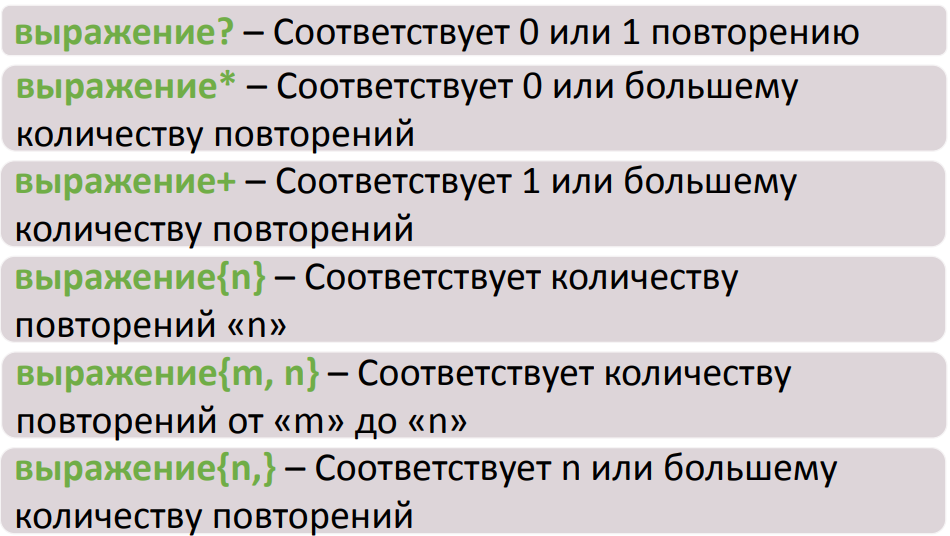 выражение? – Соответствует 0 или 1 повторению
выражение* – Соответствует 0 или большему
количеству повторений
выражение+ – Соответствует 1 или большему
количеству повторений
выражение{n} – Соответствует количеству
повторений «n»
выражение{m, n} – Соответствует количеству
повторений от «m» до «n»
выражение{n,} – Соответствует n или большему
количеству повторений